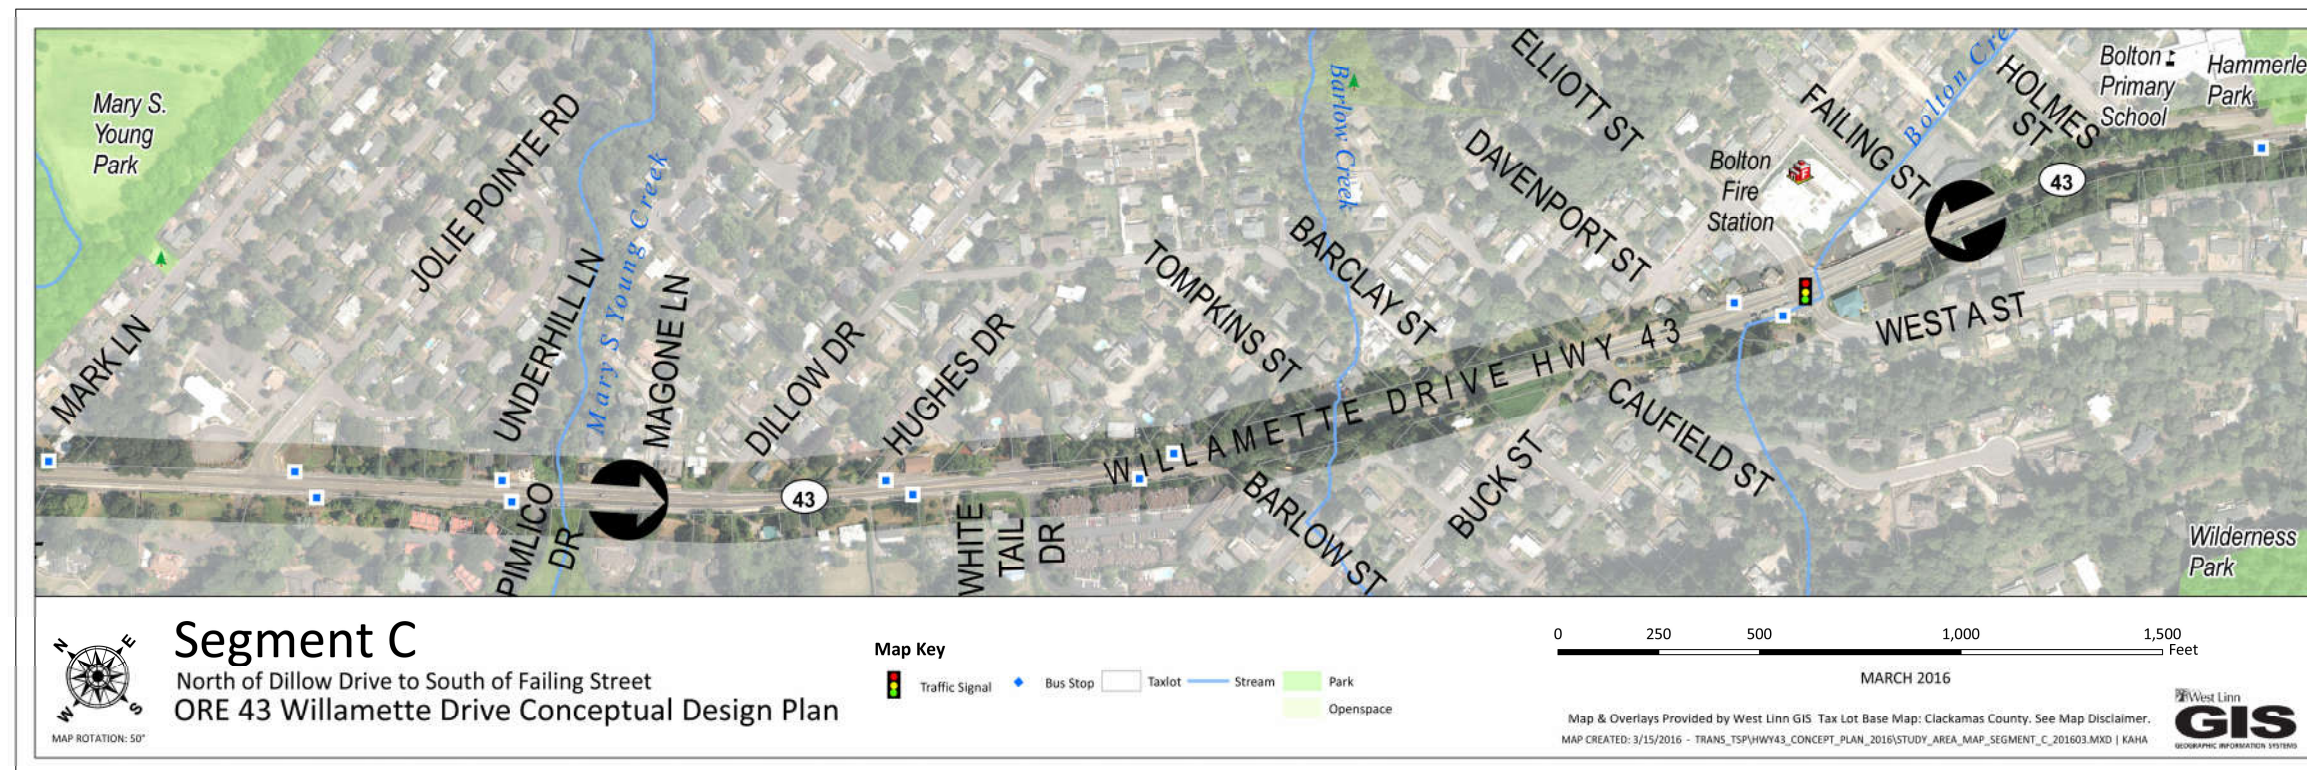 Mary S.
Young
Park
MARK LN
JOLIE POINTE RD
UNDERHILL LN
Mary S Young Creek
MAGONE LN
PIMLICO
DR
DILLOW DR
43
HUGHES DR
WHITE
TAIL
DR
TOMPKINS ST
Barlow Creek
BARCLAY ST
WILLAMETTE DRIVE HWY 43
BARLOW ST
BUCK ST
CAUFIELD ST
ELLIOTT ST
DAVENPORT ST
Bolton
Fire
Station
FAILING ST
Bolton Cre
HOLMES
ST
43
WEST A ST
Bolton
Primary
School
Hammerle
Park
Wilderness
Park
N
E
W
S
MAP ROTATION: 50°
Segment C
North of Dillow Drive to South of Failing Street
ORE 43 Willamette Drive Conceptual Design Plan
Map Key
Traffic Signal
Bus Stop
Taxlot
Stream
Park
Openspace
0 250 500 1,000 1,500
Feet
MARCH 2016
Map & Overlays Provided by West Linn GIS Tax Lot Base Map: Clackamas County. See Map Disclaimer.
MAP CREATED: 3/15/2016 - TRANS_TSP\HWY43_CONCEPT_PLAN_2016\STUDY_AREA_MAP_SEGMENT_C_201603.MXD | KAHA
West Linn
GIS
GEOGRAPHIC INFORMATION SYSTEMS